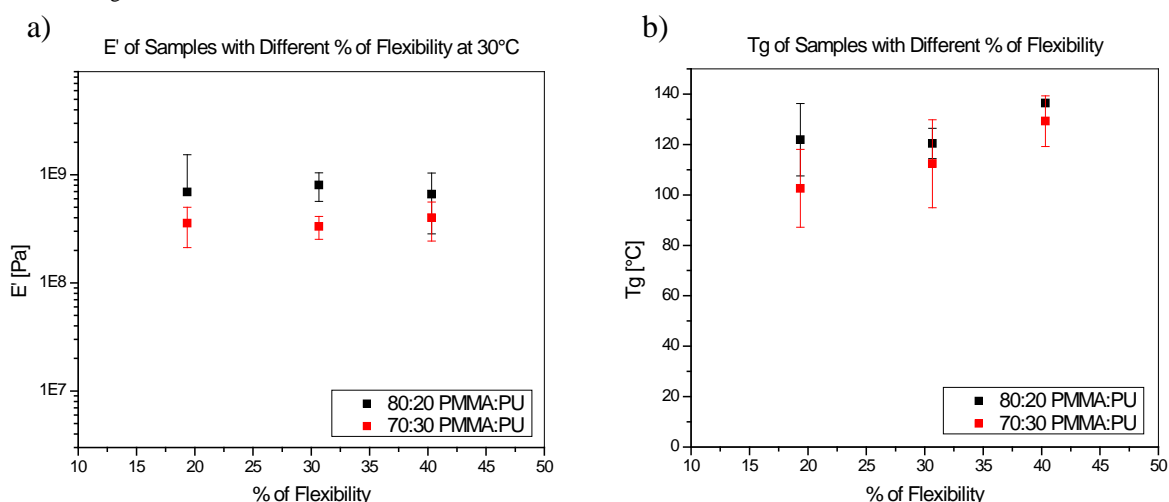 a)
E' of Samples with Different % of Flexibility at 30°C
1E9
1E8
1E7
E' [Pa]
80:20 PMMA:PU
70:30 PMMA:PU
10 15 20 25 30 35 40 45 50
% of Flexibility
b)
Tg of Samples with Different % of Flexibility
140
120
100
80
60
40
20
0
Tg [°C]
80:20 PMMA:PU
70:30 PMMA:PU
10 15 20 25 30 35 40 45 50
% of Flexibility